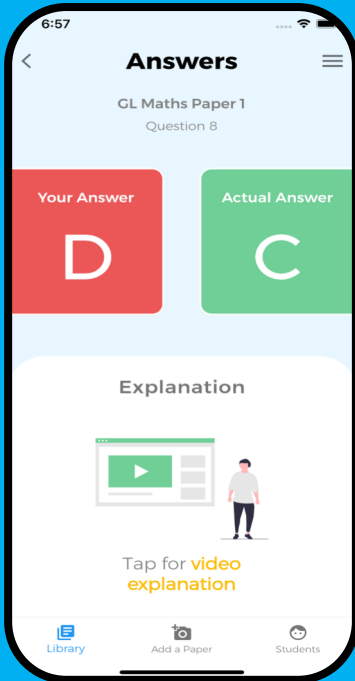 6:57
Answers
GL Maths Paper 1
Question 8
Your Answer
D
Actual Answer
C
Explanation
Tap for video
explanation
Library
Add a Paper
Students